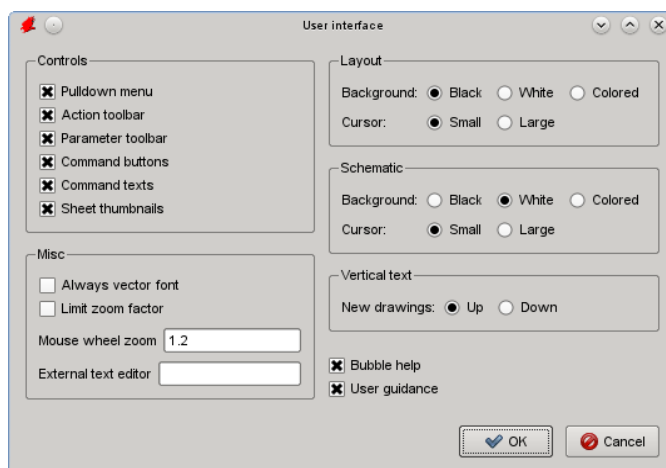 User interface
Controls
Pulldown menu
Action toolbar
Parameter toolbar
Command buttons
Command texts
Sheet thumbnails
Misc
Always vector font
Limit zoom factor
Mouse wheel zoom 1.2
External text editor
Layout
Background: Black White Colored
Cursor: Small Large
Schematic
Background: Black White Colored
Cursor: Small Large
Vertical text
New drawings: Up Down
Bubble help
User guidance
OK Cancel